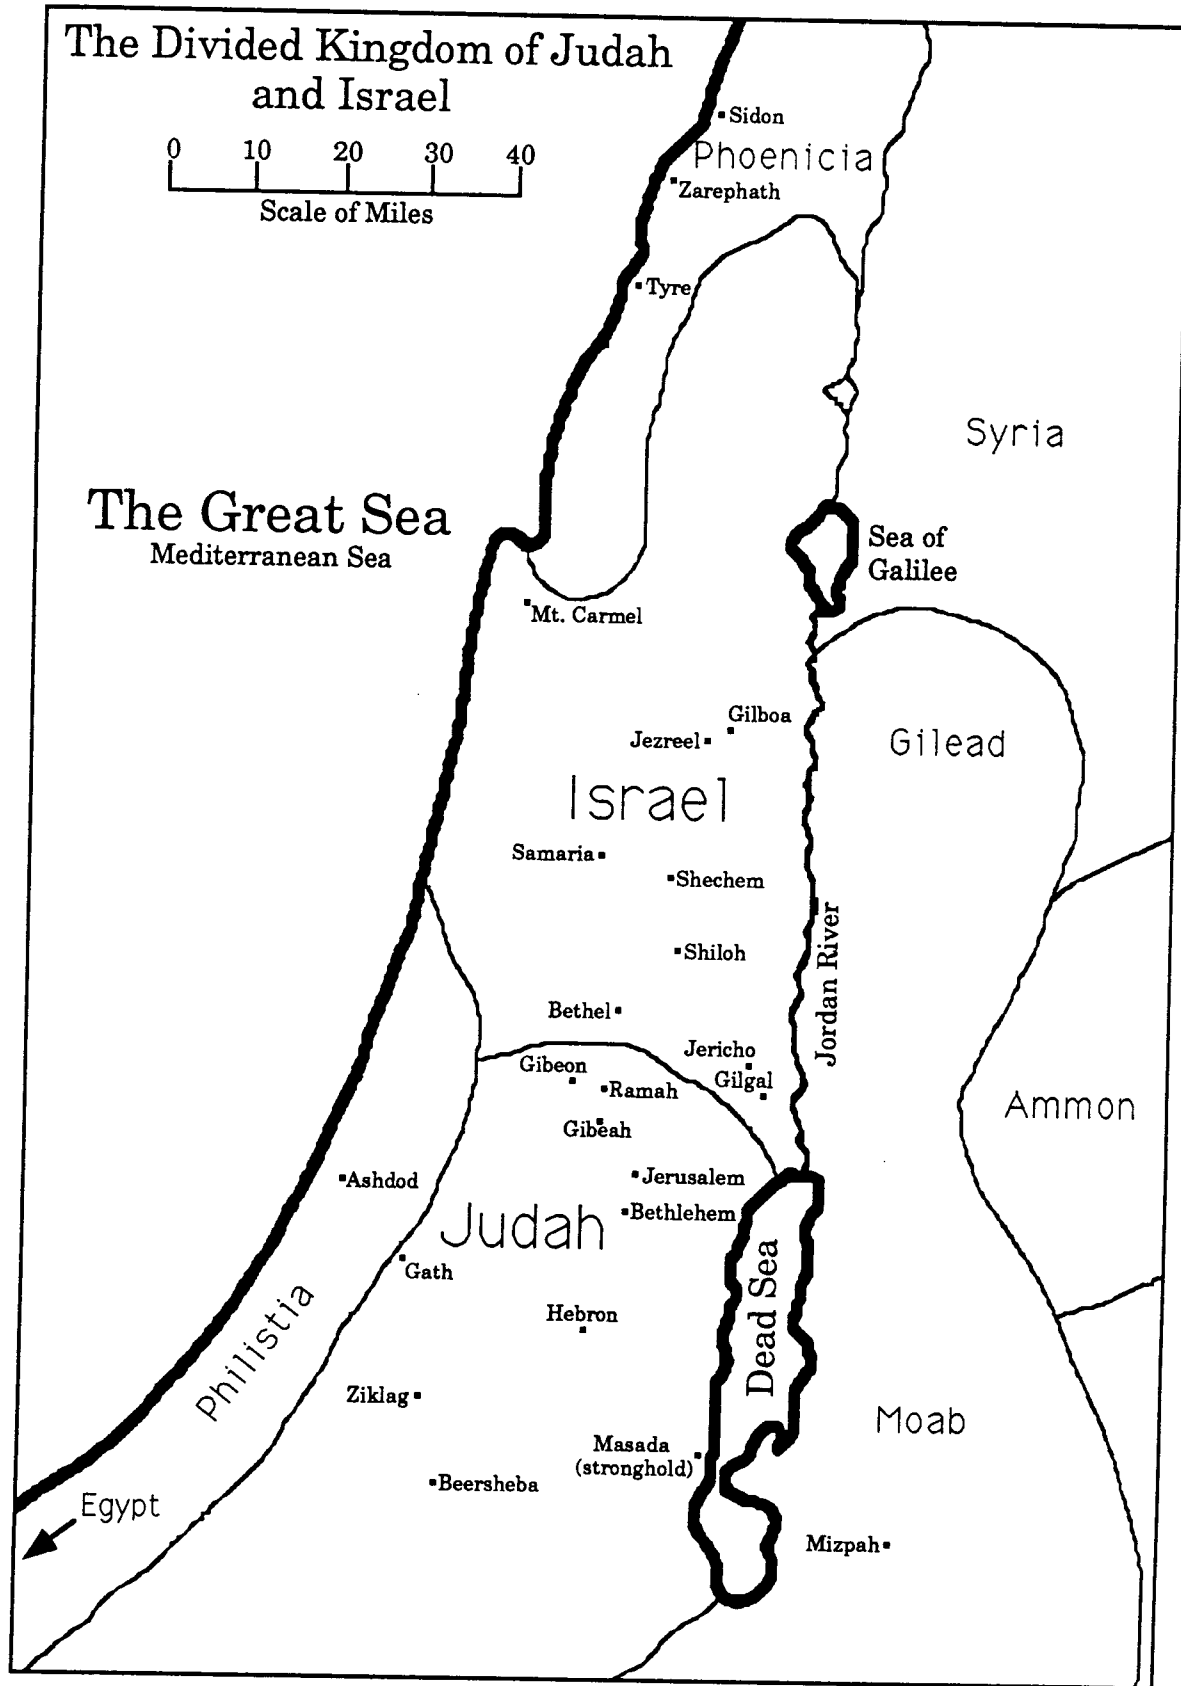 The Divided Kingdom of Judah
and Israel
0 10 20 30 40
Scale of Miles
Sidon
Phoenicia
Zarephath
Tyre
Syria
The Great Sea
Mediterranean Sea
Sea of
Galilee
Mt. Carmel
Gilboa
Jezreel
Gilead
Israel
Samaria
Shechem
Jordan River
Shiloh
Bethel
Jericho
Gibeon
Gilgal
Ramah
Ammon
Gibeah
Ashdod
Jerusalem
Judah
Bethlehem
Gath
Dead Sea
Hebron
Philistia
Ziklag
Moab
Masada
(stronghold)
Beersheba
Egypt
Mizpah